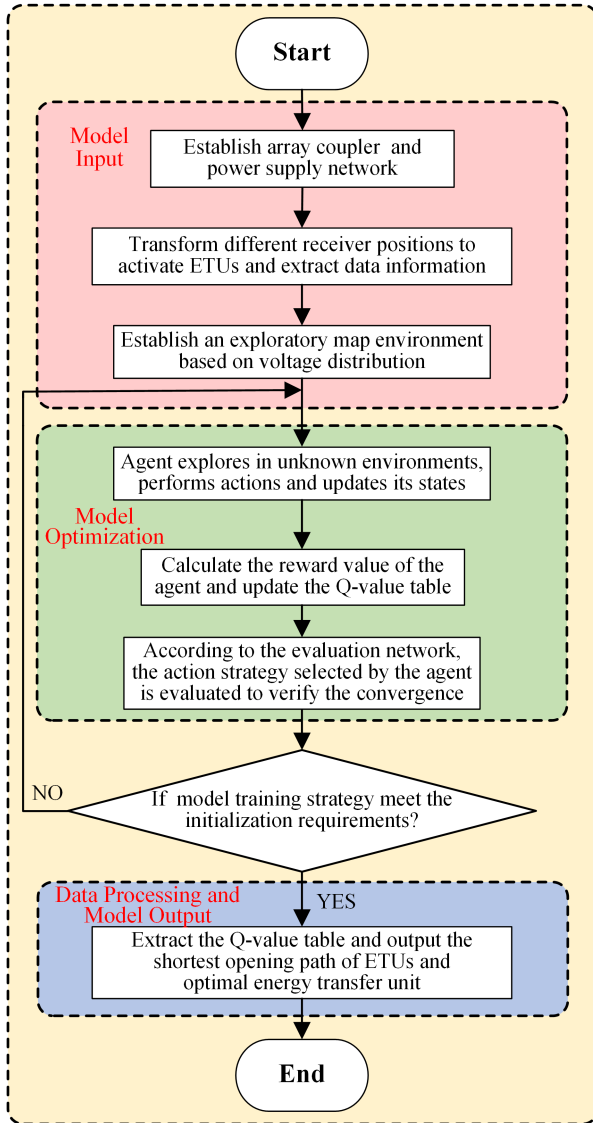 Start
Model
Input
Establish array coupler and
power supply network
Transform different receiver positions to
activate ETUs and extract data information
Establish an exploratory map environment
based on voltage distribution
Agent explores in unknown environments,
performs actions and updates its states
Model
Optimization
Calculate the reward value of the
agent and update the Q-value table
According to the evaluation network,
the action strategy selected by the agent
is evaluated to verify the convergence
NO
If model training strategy meet the
initialization requirements?
YES
Data Processing and
Model Output
Extract the Q-value table and output the
shortest opening path of ETUs and
optimal energy transfer unit
End